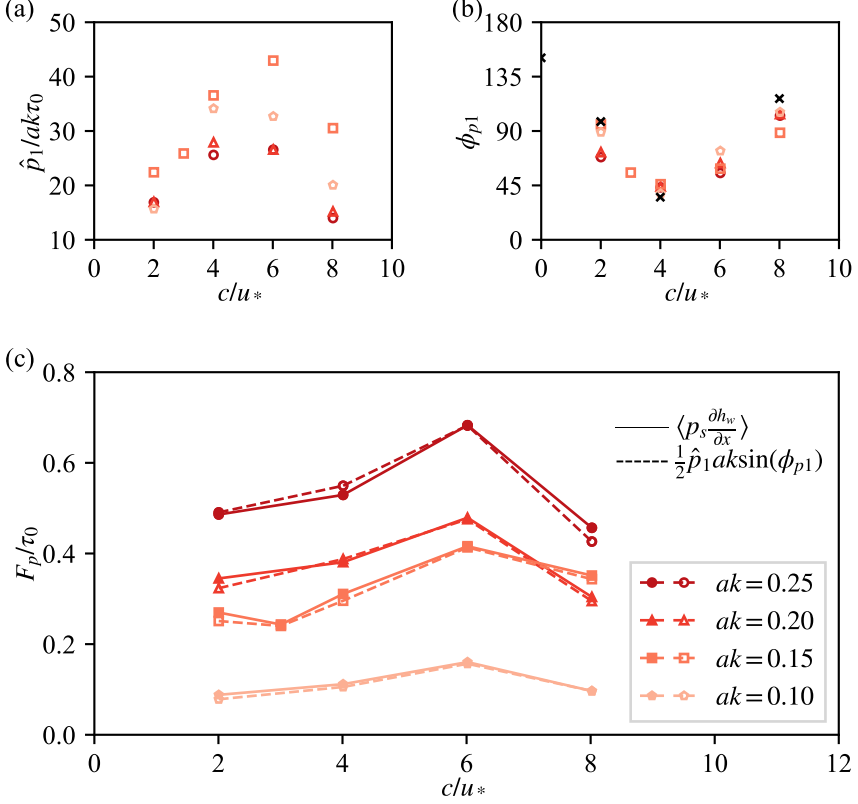 (a)
50
40
30
20
10
p̂₁/akτ₀
0 2 4 6 8 10
c/u*
(b)
180
135
90
45
0
ϕₚ₁
0 2 4 6 8 10
c/u*
(c)
0.8
0.6
0.4
0.2
0.0
Fₚ/τ₀
⟨pₛ ∂h_w/∂x⟩
½ p̂₁ak sin(ϕₚ₁)
ak = 0.25
ak = 0.20
ak = 0.15
ak = 0.10
0 2 4 6 8 10 12
c/u*